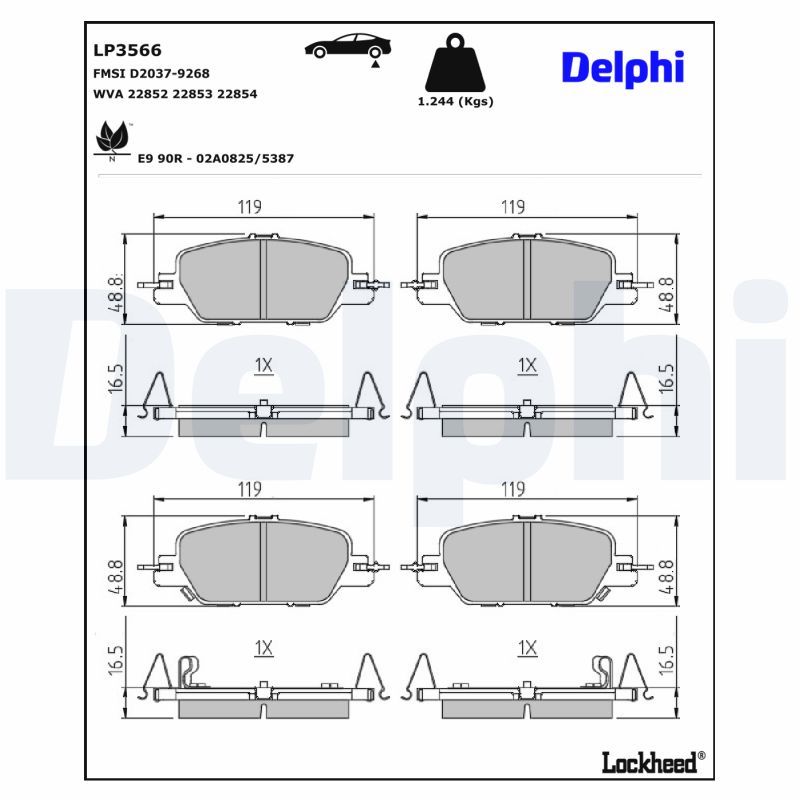 LP3566
FMSI D2037-9268
WVA 22852 22853 22854
1.244 (Kgs)
Delphi
N
™
E9 90R - 02A0825/5387
119
119
48.8
48.8
16.5
1X
1X
16.5
119
119
48.8
48.8
16.5
1X
1X
16.5
Delphi
Lockheed®